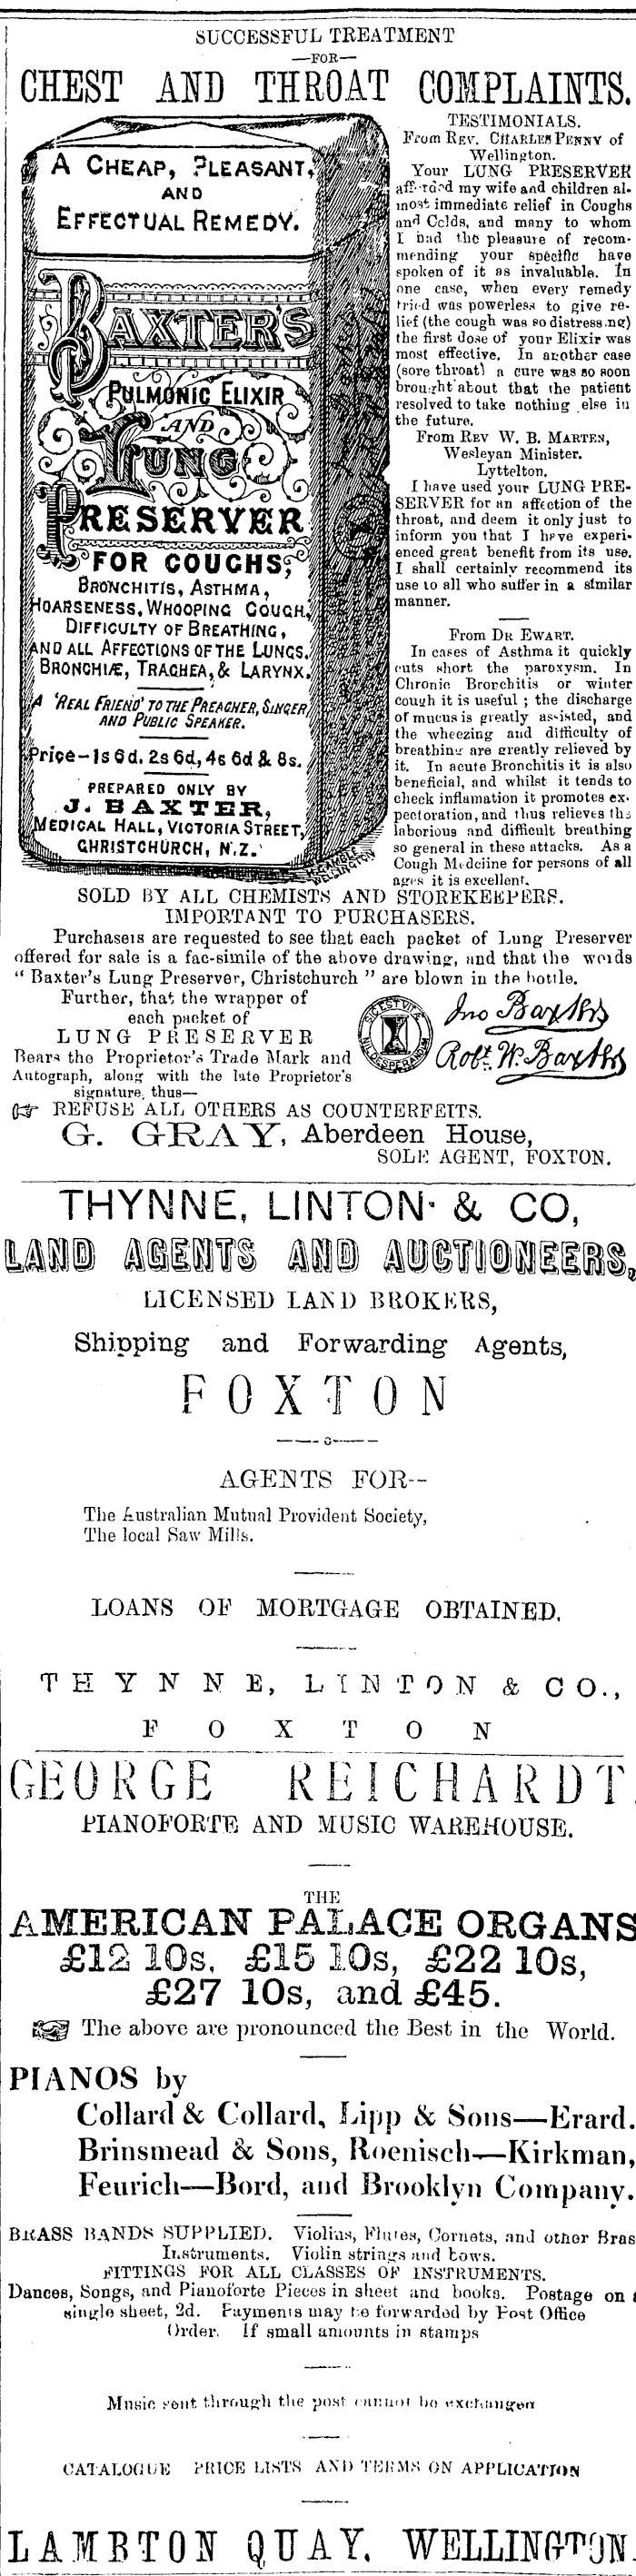 SUCCESSFUL TREATMENT
—FOR—
CHEST AND THROAT COMPLAINTS.
A CHEAP, PLEASANT,
AND
EFFECTUAL REMEDY.
BAXTER'S
PULMONIC ELIXIR
AND
LUNG
PRESERVER
FOR COUGHS,
BRONCHITIS, ASTHMA,
HOARSENESS, WHOOPING COUGH,
DIFFICULTY OF BREATHING,
AND ALL AFFECTIONS OF THE LUNGS,
BRONCHIÆ, TRACHEA, & LARYNX.
A 'REAL FRIEND' TO THE PREACHER, SINGER,
AND PUBLIC SPEAKER.
Price—1s 6d. 2s 6d, 4s 6d & 8s.
PREPARED ONLY BY
J. BAXTER,
MEDICAL HALL, VICTORIA STREET,
CHRISTCHURCH, N.Z.
TESTIMONIALS.
From REV. CHARLES PENNY of
Wellington.
Your LUNG PRESERVER
afforded my wife and children al-
most immediate relief in Coughs
and Colds, and many to whom
I had the pleasure of recom-
mending your specific have
spoken of it as invaluable. In
one case, when every remedy
tried was powerless to give re-
lief (the cough was so distressing)
the first dose of your Elixir was
most effective. In another case
(sore throat) a cure was so soon
brought about that the patient
resolved to take nothing else in
the future.
From REV W. B. MARTEN,
Wesleyan Minister.
Lyttelton.
I have used your LUNG PRE-
SERVER for an affection of the
throat, and deem it only just to
inform you that I have experi-
enced great benefit from its use.
I shall certainly recommend its
use to all who suffer in a similar
manner.
From DR EWART.
In cases of Asthma it quickly
cuts short the paroxysm. In
Chronic Bronchitis or winter
cough it is useful; the discharge
of mucus is greatly assisted, and
the wheezing and difficulty of
breathing are greatly relieved by
it. In acute Bronchitis it is also
beneficial, and whilst it tends to
check inflamation it promotes ex-
pectoration, and thus relieves the
laborious and difficult breathing
so general in these attacks. As a
Cough Medciine for persons of all
ages it is excellent.
SOLD BY ALL CHEMISTS AND STOREKEEPERS.
IMPORTANT TO PURCHASERS.
Purchasers are requested to see that each packet of Lung Preserver
offered for sale is a fac-simile of the above drawing, and that the words
" Baxter's Lung Preserver, Christchurch " are blown in the bottle.
Further, that the wrapper of
each packet of
LUNG PRESERVER
Bears the Proprietor's Trade Mark and
Autograph, along with the late Proprietor's
signature, thus—
SIC EST VITA
NIL DESPERANDUM
Jno Baxter
Robt. W. Baxter
REFUSE ALL OTHERS AS COUNTERFEITS.
G. GRAY, Aberdeen House,
SOLE AGENT, FOXTON.
THYNNE, LINTON & CO,
LAND AGENTS AND AUCTIONEERS,
LICENSED LAND BROKERS,
Shipping and Forwarding Agents,
FOXTON
——o——
AGENTS FOR--
The Australian Mutual Provident Society,
The local Saw Mills.
LOANS OF MORTGAGE OBTAINED.
THYNNE, LINTON & CO.,
FOXTON
GEORGE REICHARDT
PIANOFORTE AND MUSIC WAREHOUSE.
THE
AMERICAN PALACE ORGANS
£12 10s. £15 10s, £22 10s,
£27 10s, and £45.
The above are pronounced the Best in the World.
PIANOS by
Collard & Collard, Lipp & Sons—Erard.
Brinsmead & Sons, Roenisch—Kirkman,
Feurich—Bord, and Brooklyn Company.
BRASS BANDS SUPPLIED. Violins, Flutes, Cornets, and other Bras
Instruments. Violin strings and bows.
FITTINGS FOR ALL CLASSES OF INSTRUMENTS.
Dances, Songs, and Pianoforte Pieces in sheet and books. Postage on
single sheet, 2d. Payments may be forwarded by Post Office
Order. If small amounts in stamps
Music sent through the post cannot be exchanged
CATALOGUE PRICE LISTS AND TERMS ON APPLICATION
LAMBTON QUAY, WELLINGTON.